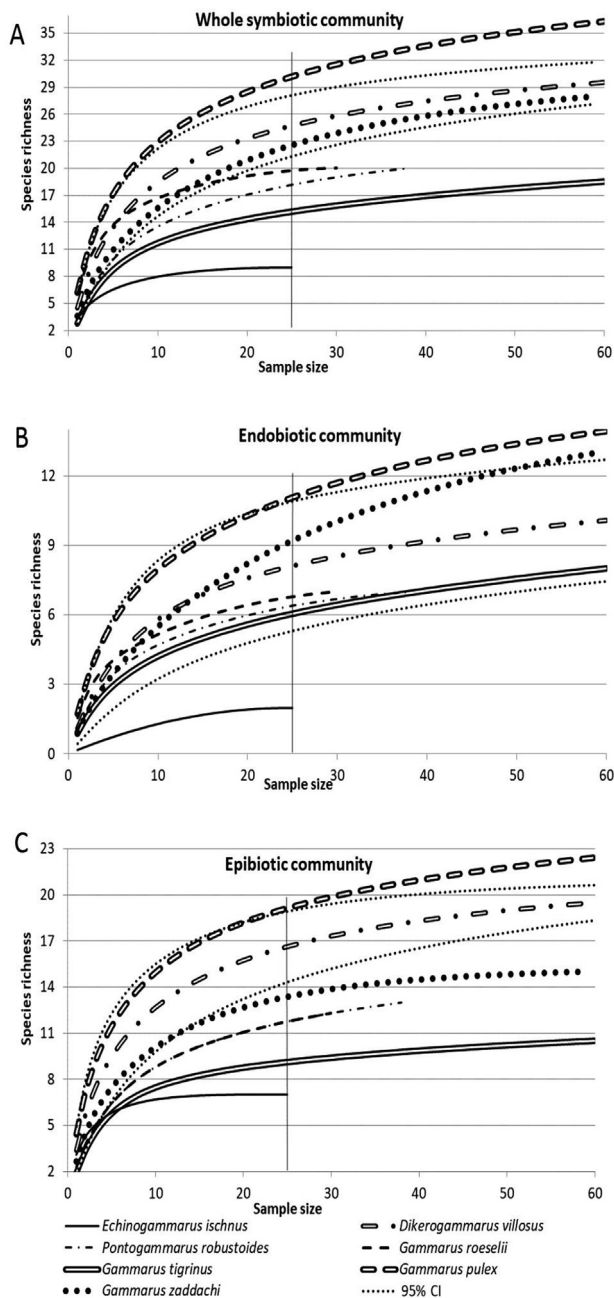 A
Whole symbiotic community
Species richness
35
32
29
26
23
20
17
14
11
8
5
2
0
10
20
30
40
50
60
Sample size
B
Endobiotic community
Species richness
12
9
6
3
0
0
10
20
30
40
50
60
Sample size
C
Epibiotic community
Species richness
23
20
17
14
11
8
5
2
0
10
20
30
40
50
60
Sample size
Echinogammarus ischnus
Dikerogammarus villosus
Pontogammarus robustoides
Gammarus roeselii
Gammarus tigrinus
Gammarus pulex
Gammarus zaddachi
95% CI